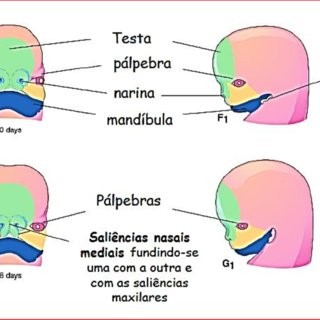 Testa
pálpebra
narina
mandíbula
F1
0 days
Pálpebras
Saliências nasais
mediais fundindo-se
uma com a outra e
com as saliências
maxilares
G1
8 days